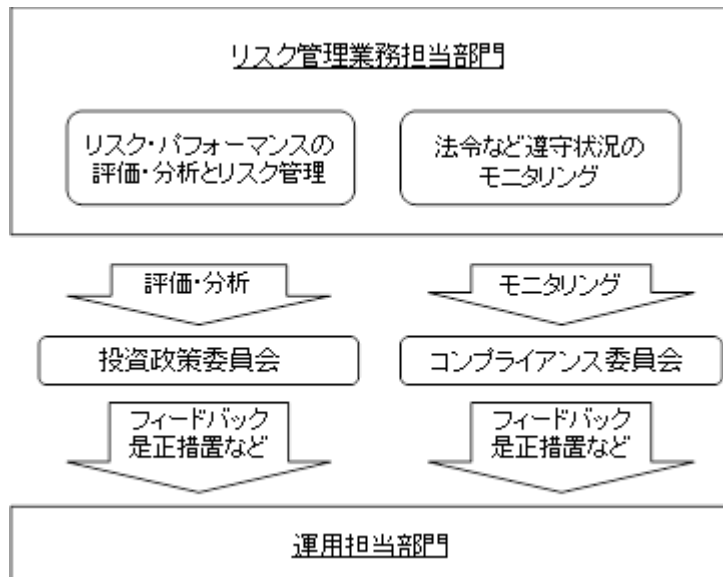 リスク管理業務担当部門
リスク・パフォーマンスの
評価・分析とリスク管理
法令など遵守状況の
モニタリング
評価・分析
モニタリング
投資政策委員会
コンプライアンス委員会
フィードバック
是正措置など
フィードバック
是正措置など
運用担当部門